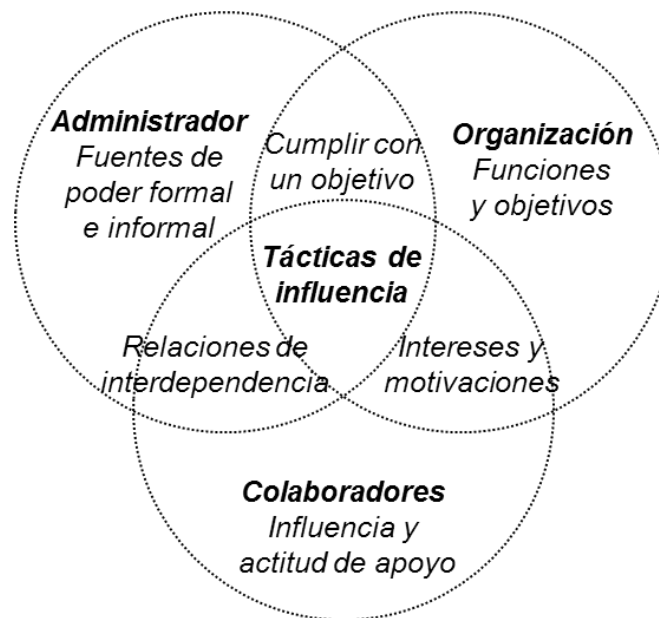 Administrador
Fuentes de
poder formal
e informal
Cumplir con
un objetivo
Organización
Funciones
y objetivos
Tácticas de
influencia
Relaciones de
interdependencia
Intereses y
motivaciones
Colaboradores
Influencia y
actitud de apoyo